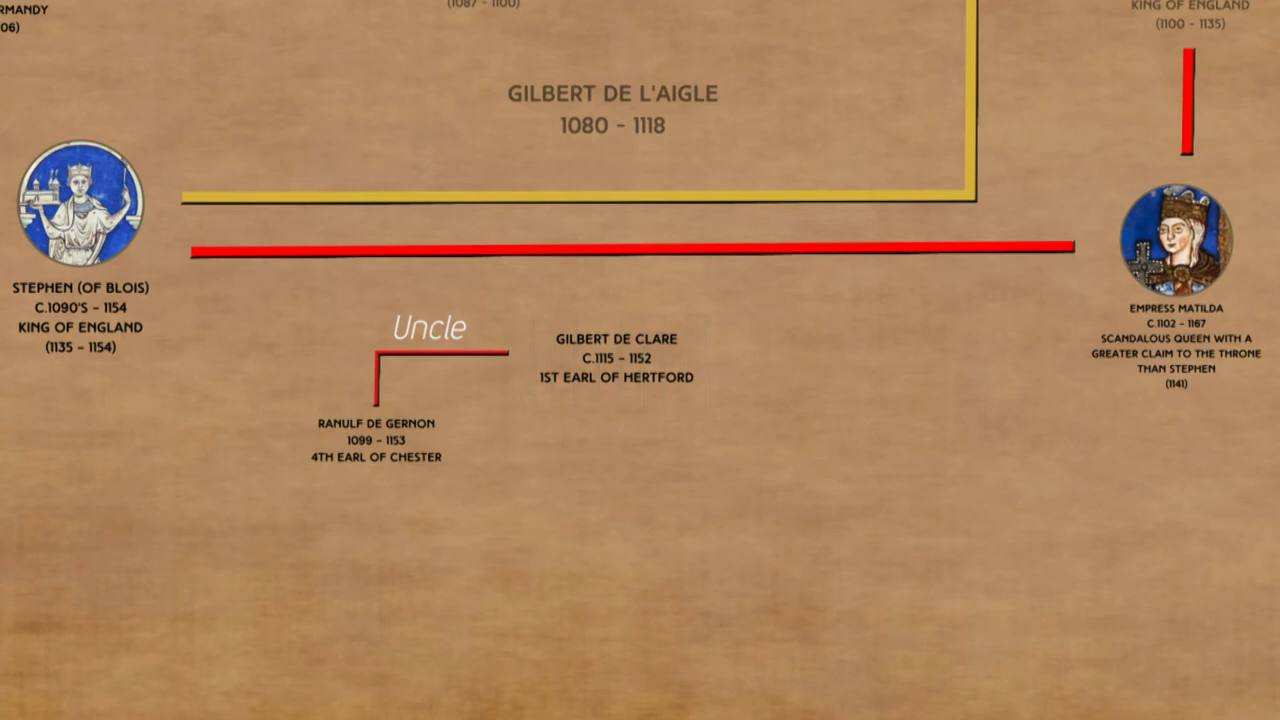 RMANDY
06)
(1087 - 1100)
KING OF ENGLAND
(1100 - 1135)
GILBERT DE L'AIGLE
1080 - 1118
STEPHEN (OF BLOIS)
C.1090'S - 1154
KING OF ENGLAND
(1135 - 1154)
Uncle
GILBERT DE CLARE
C.1115 - 1152
1ST EARL OF HERTFORD
RANULF DE GERNON
1099 - 1153
4TH EARL OF CHESTER
EMPRESS MATILDA
C.1102 - 1167
SCANDALOUS QUEEN WITH A
GREATER CLAIM TO THE THRONE
THAN STEPHEN
(1141)